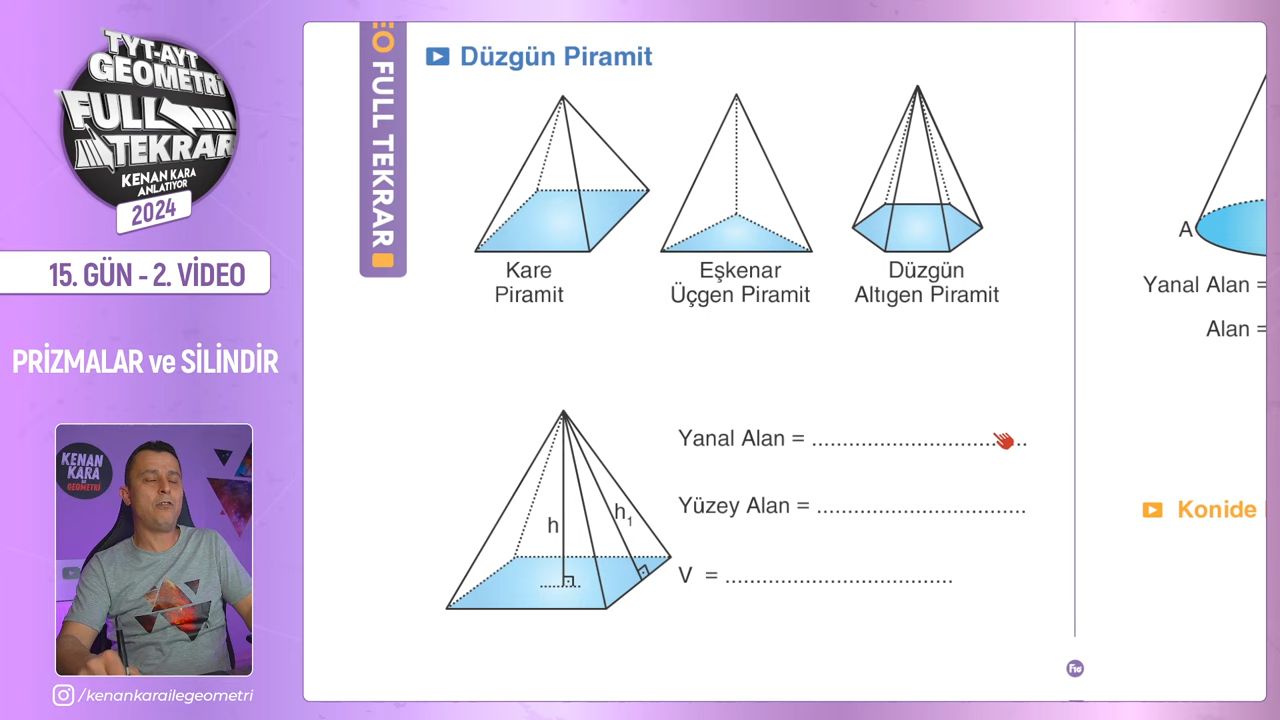 TYT-AYT
GEOMETRİ
FULL
TEKRAR
KENAN KARA
ANLATIYOR
2024
15. GÜN - 2. VİDEO
PRİZMALAR ve SİLİNDİR
KENAN
KARA
GEOMETRİ
/kenankarailegeometri
EO FULL TEKRAR
Düzgün Piramit
Kare
Piramit
Eşkenar
Üçgen Piramit
Düzgün
Altıgen Piramit
h
h1
Yanal Alan = ..................................
Yüzey Alan = ..................................
V = .....................................
A
Yanal Alan =
Alan =
Konide